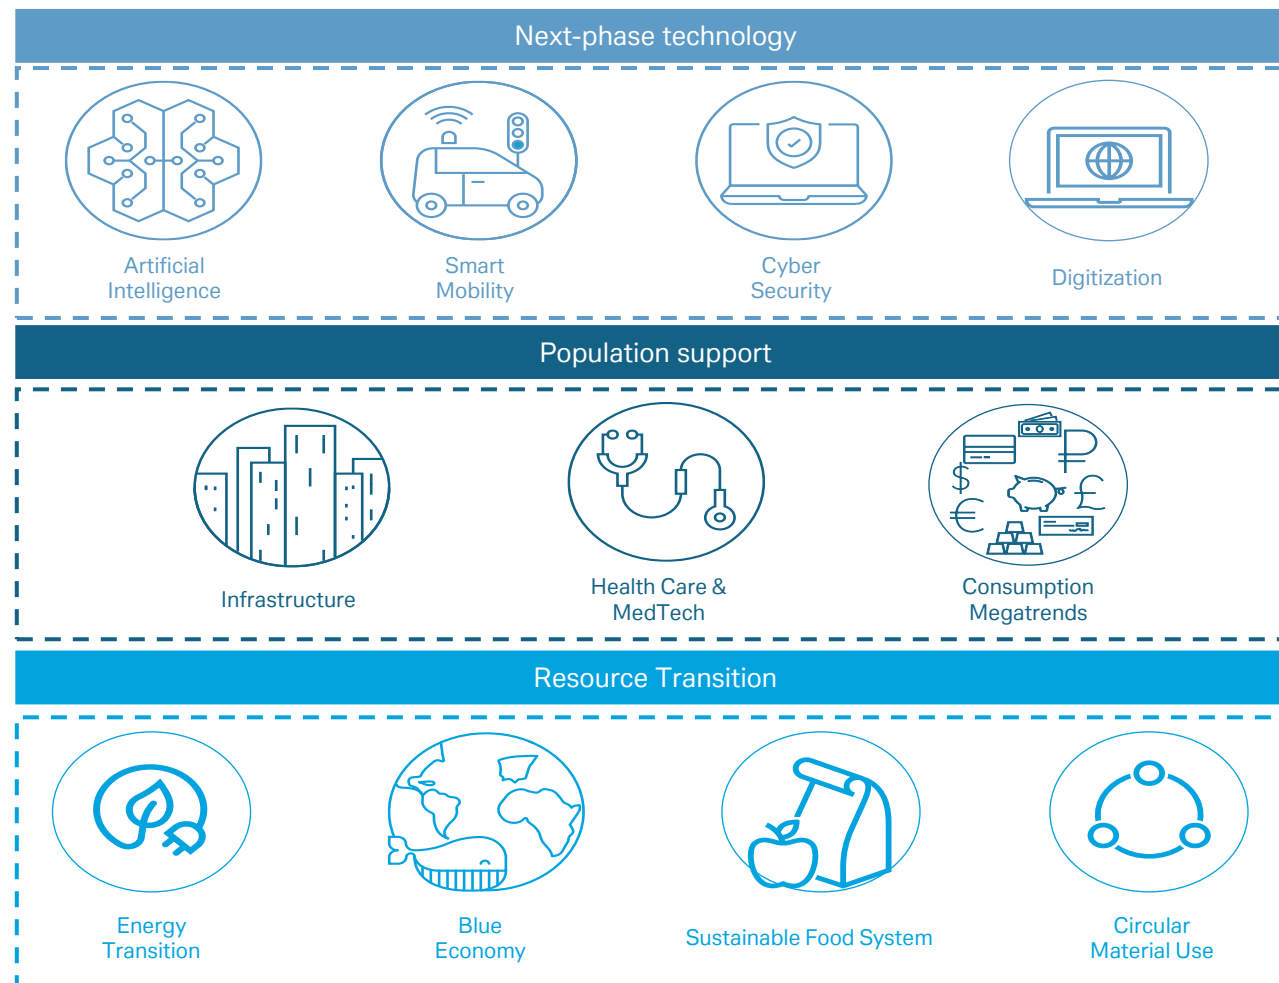 Next-phase technology
Artificial
Intelligence
Smart
Mobility
Cyber
Security
Digitization
Population support
Infrastructure
Health Care &
MedTech
Consumption
Megatrends
Resource Transition
Energy
Transition
Blue
Economy
Sustainable Food System
Circular
Material Use